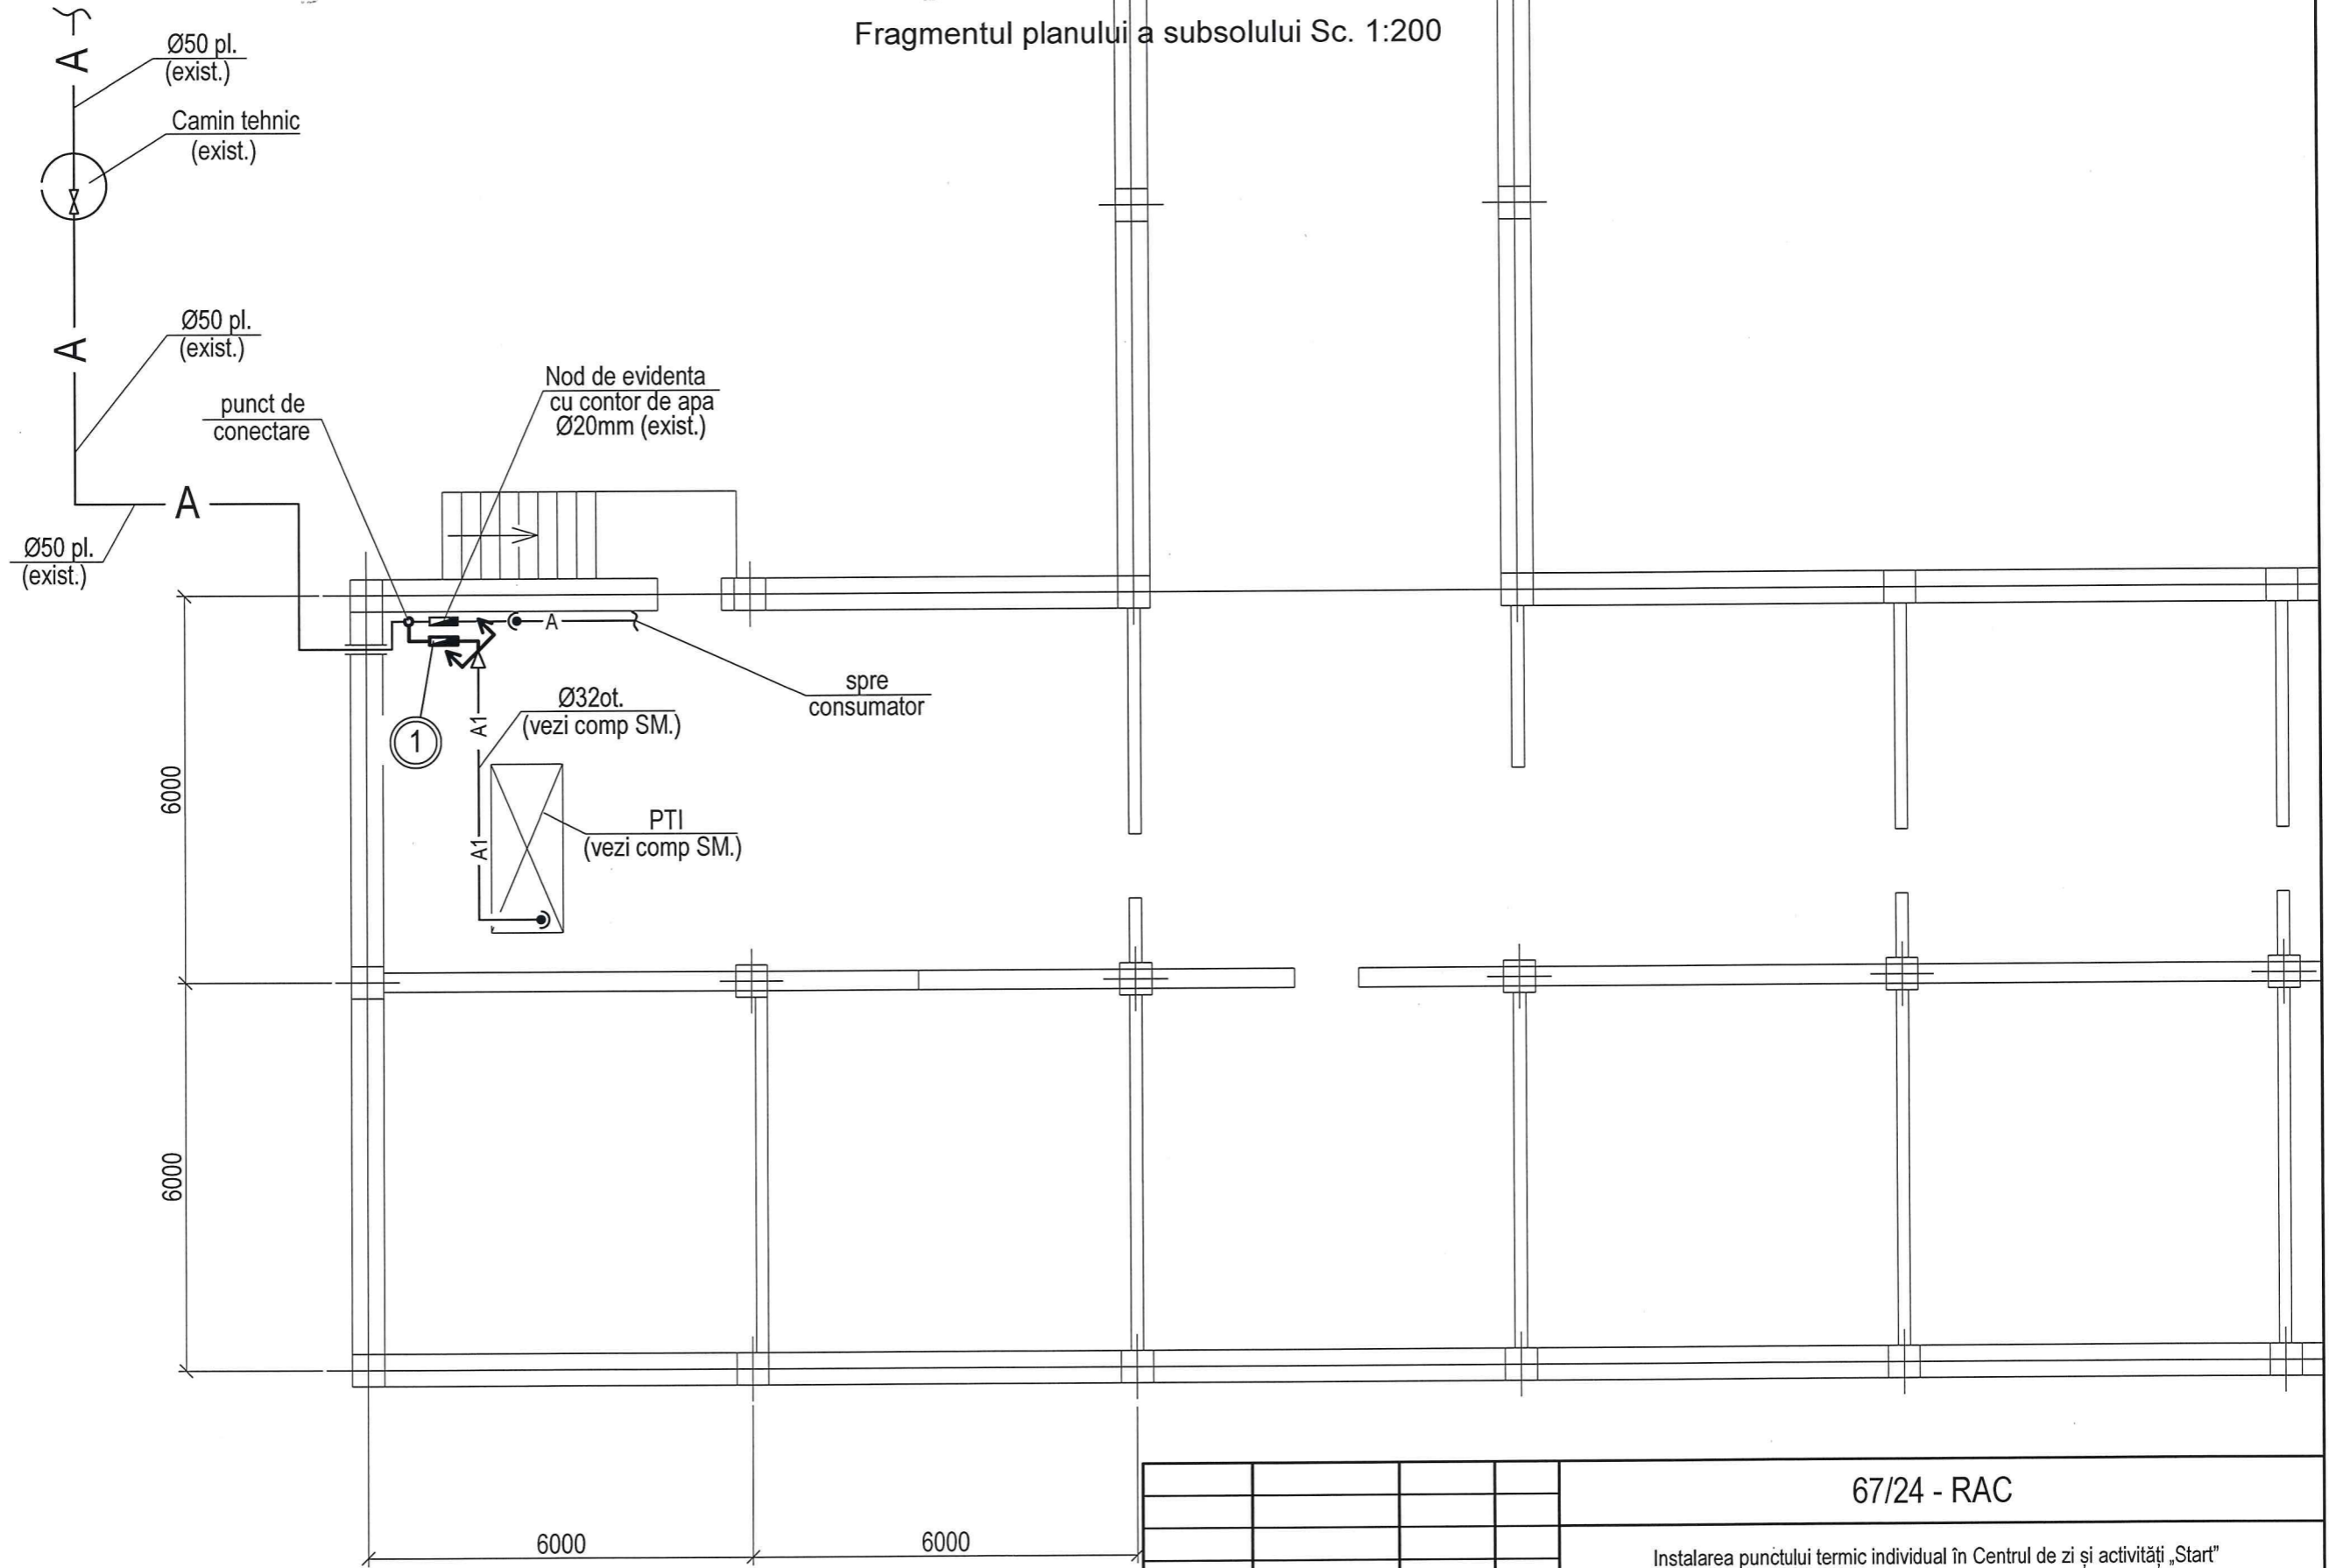 Fragmentul planului a subsolului Sc. 1:200
A
Ø50 pl.
(exist.)
Camin tehnic
(exist.)
A
Ø50 pl.
(exist.)
punct de
conectare
Nod de evidenta
cu contor de apa
Ø20mm (exist.)
A
Ø50 pl.
(exist.)
A
spre
consumator
Ø32ot.
(vezi comp SM.)
A1
1
PTI
(vezi comp SM.)
A1
6000
6000
6000
6000
67/24 - RAC
Instalarea punctului termic individual în Centrul de zi și activități „Start”